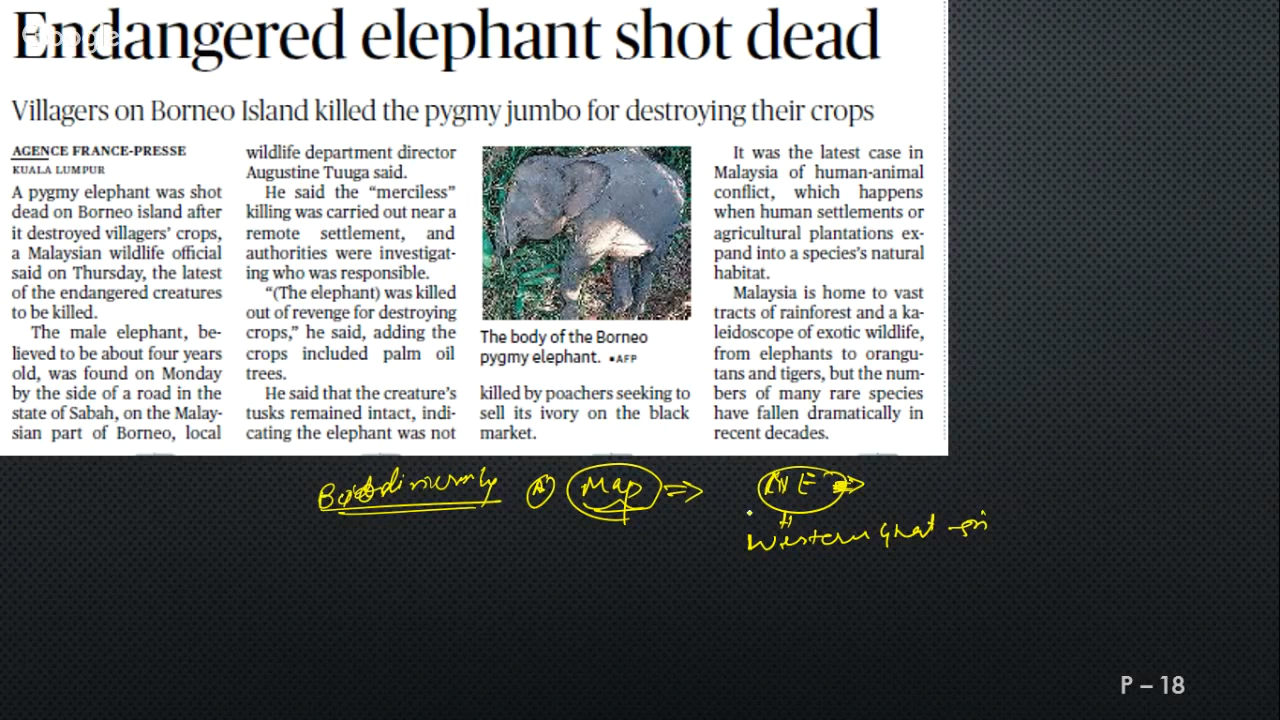 Endangered elephant shot dead
Google
Villagers on Borneo Island killed the pygmy jumbo for destroying their crops
AGENCE FRANCE-PRESSE
KUALA LUMPUR
A pygmy elephant was shot
dead on Borneo island after
it destroyed villagers' crops,
a Malaysian wildlife official
said on Thursday, the latest
of the endangered creatures
to be killed.
The male elephant, be-
lieved to be about four years
old, was found on Monday
by the side of a road in the
state of Sabah, on the Malay-
sian part of Borneo, local
wildlife department director
Augustine Tuuga said.
He said the “merciless”
killing was carried out near a
remote settlement, and
authorities were investigat-
ing who was responsible.
“(The elephant) was killed
out of revenge for destroying
crops,” he said, adding the
crops included palm oil
trees.
He said that the creature's
tusks remained intact, indi-
cating the elephant was not
The body of the Borneo
pygmy elephant. •AFP
killed by poachers seeking to
sell its ivory on the black
market.
It was the latest case in
Malaysia of human-animal
conflict, which happens
when human settlements or
agricultural plantations ex-
pand into a species's natural
habitat.
Malaysia is home to vast
tracts of rainforest and a ka-
leidoscope of exotic wildlife,
from elephants to orangu-
tans and tigers, but the num-
bers of many rare species
have fallen dramatically in
recent decades.
Map NE
Western ghat
P – 18